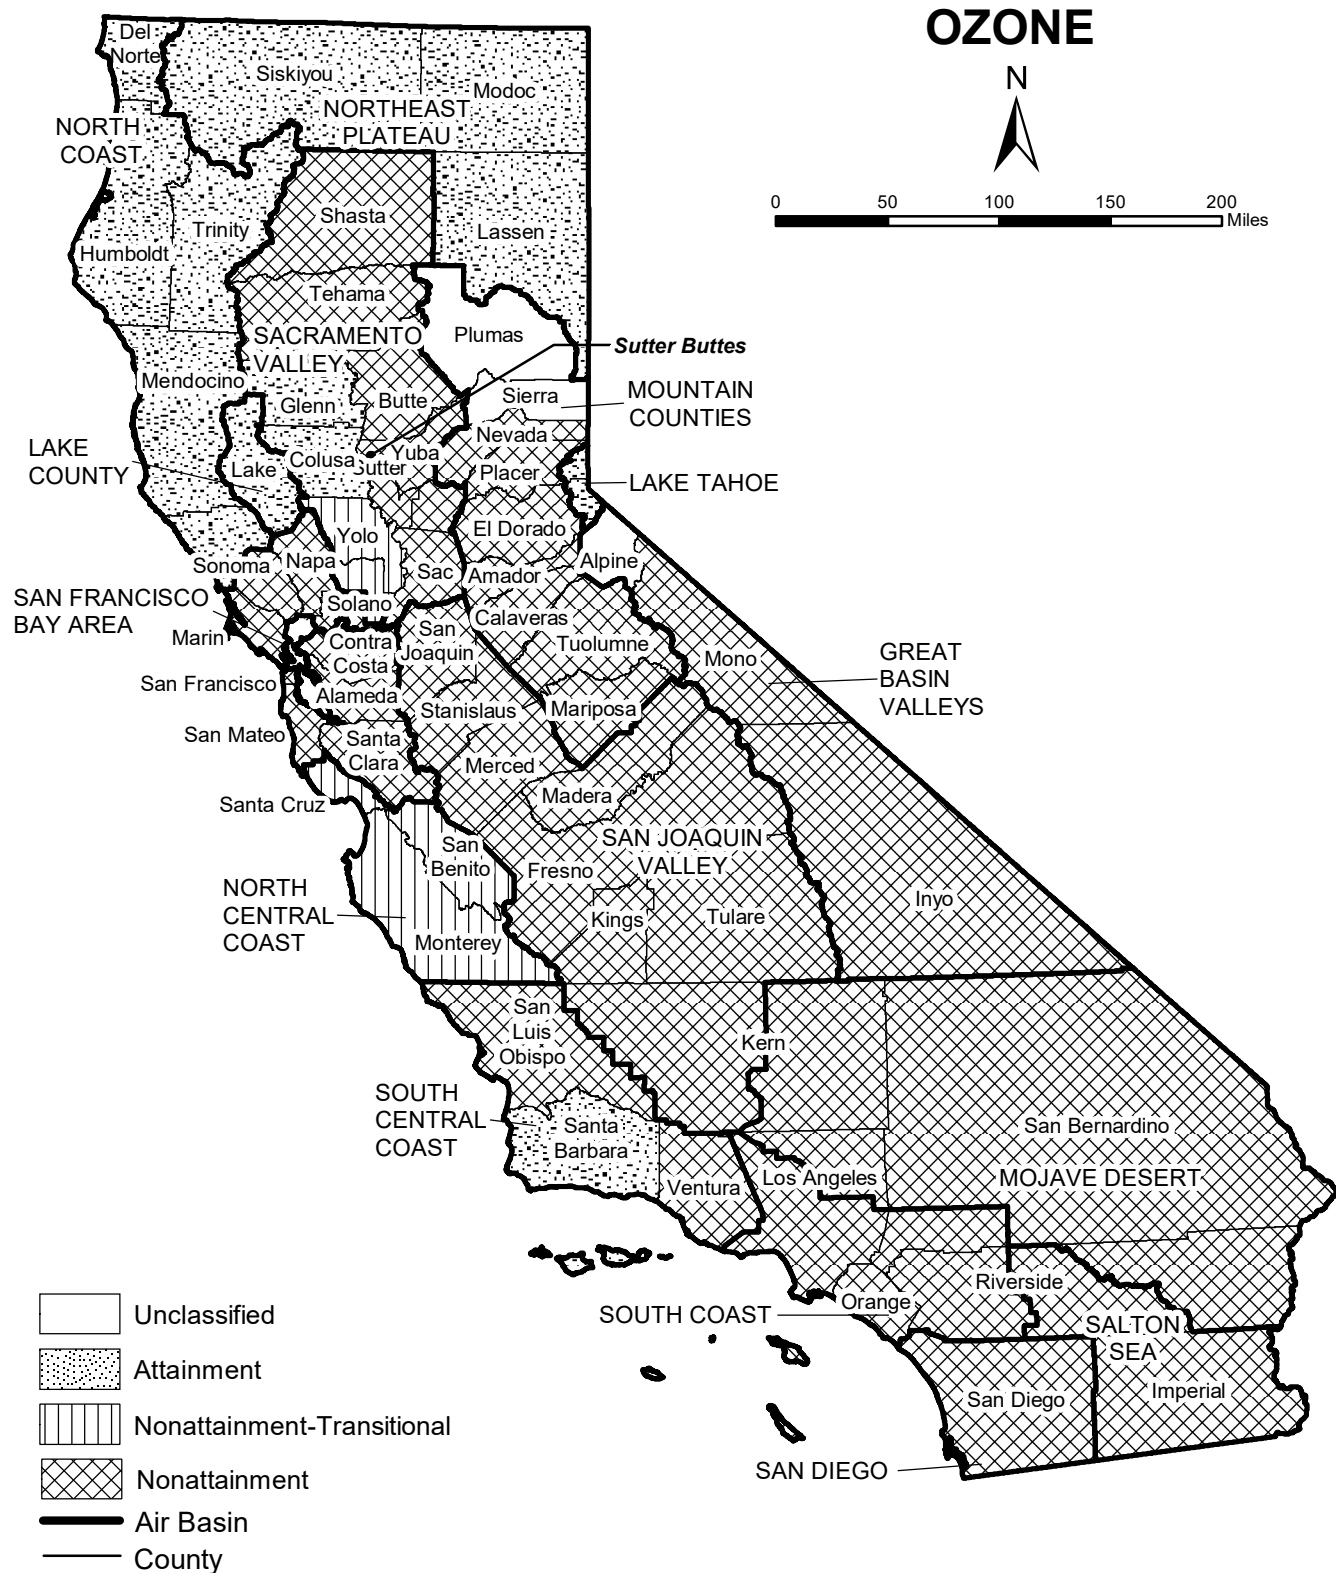 OZONE
N
0 50 100 150 200
Miles
Del
Norte
Siskiyou
Modoc
NORTHEAST
PLATEAU
NORTH
COAST
Shasta
Trinity
Lassen
Humboldt
Tehama
Plumas
SACRAMENTO
VALLEY
Sutter Buttes
Mendocino
Glenn
Butte
Sierra
MOUNTAIN
COUNTIES
Nevada
LAKE
COUNTY
Lake
Colusa
Yuba
Sutter
Placer
LAKE TAHOE
Yolo
El Dorado
Sonoma
Napa
Sac
Amador
Alpine
SAN FRANCISCO
BAY AREA
Solano
Marin
Calaveras
Contra
Costa
San
Joaquin
Tuolumne
Mono
GREAT
BASIN
VALLEYS
San Francisco
Alameda
Stanislaus
Mariposa
San Mateo
Santa
Clara
Merced
Madera
Santa Cruz
SAN JOAQUIN
VALLEY
San
Benito
Fresno
NORTH
CENTRAL
COAST
Kings
Tulare
Inyo
Monterey
San
Luis
Obispo
Kern
SOUTH
CENTRAL
COAST
Santa
Barbara
San Bernardino
Ventura
Los Angeles
MOJAVE DESERT
Riverside
Orange
SOUTH COAST
SALTON
SEA
San Diego
Imperial
SAN DIEGO
Unclassified
Attainment
Nonattainment-Transitional
Nonattainment
Air Basin
County